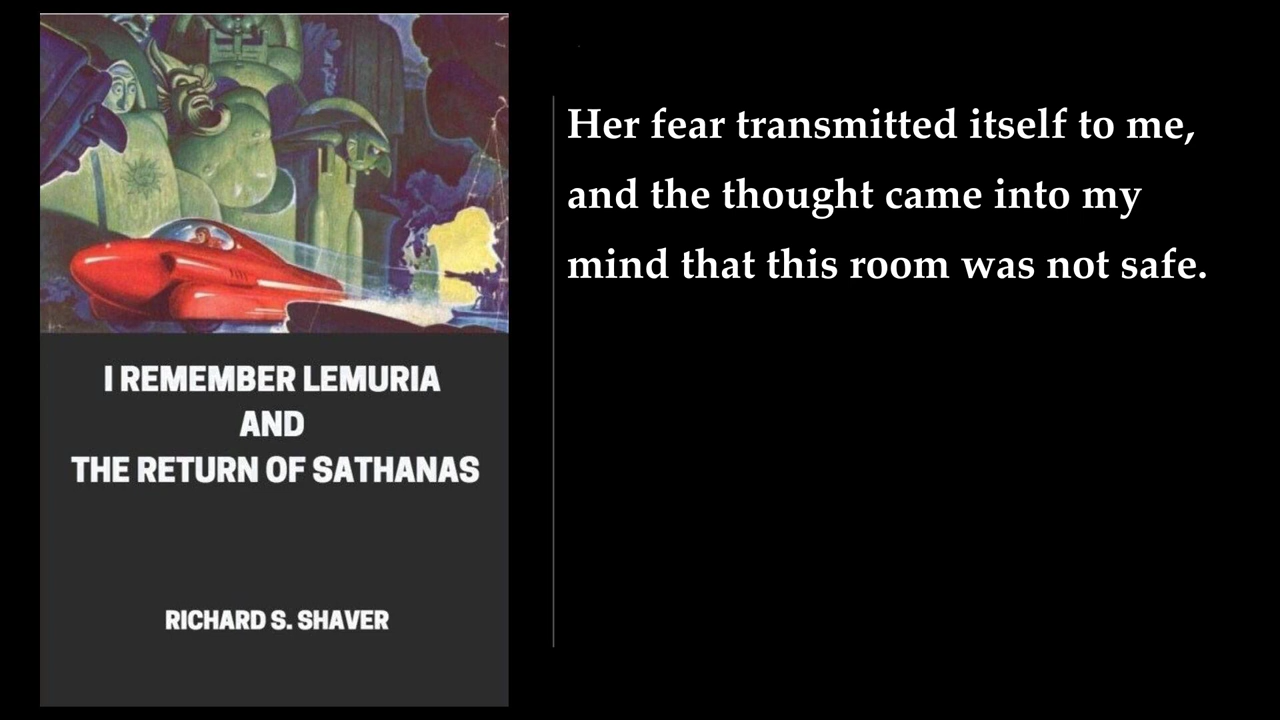 I REMEMBER LEMURIA
AND
THE RETURN OF SATHANAS
RICHARD S. SHAVER
Her fear transmitted itself to me,
and the thought came into my
mind that this room was not safe.